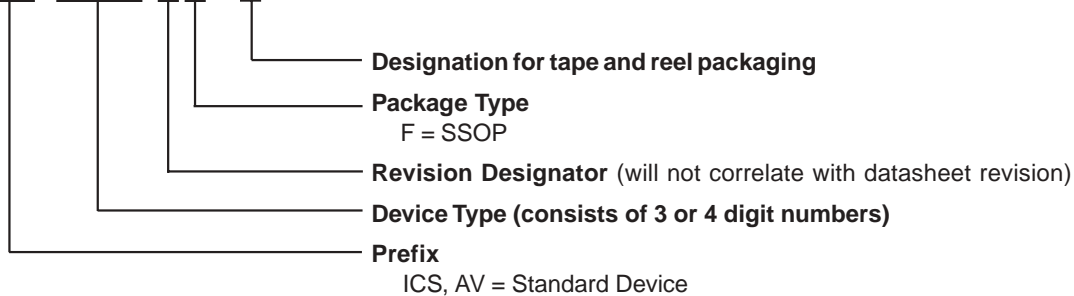 Designation for tape and reel packaging
Package Type
F = SSOP
Revision Designator (will not correlate with datasheet revision)
Device Type (consists of 3 or 4 digit numbers)
Prefix
ICS, AV = Standard Device